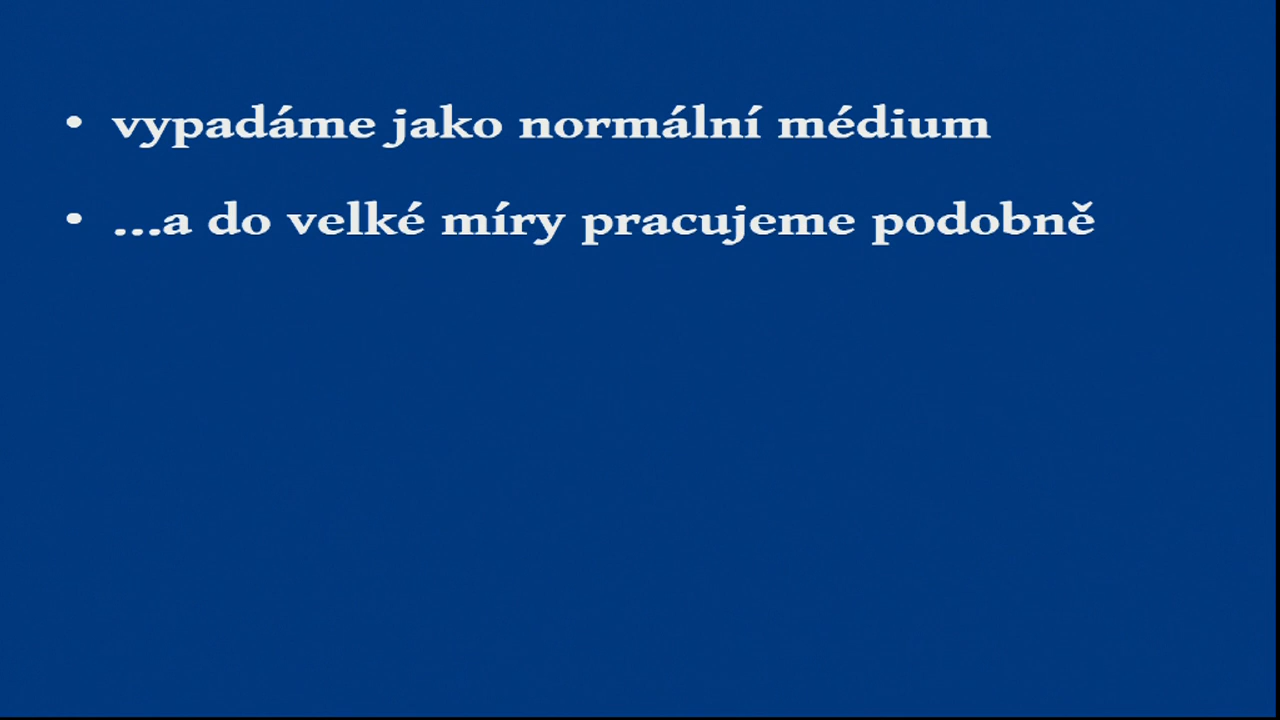 • vypadáme jako normální médium
• ...a do velké míry pracujeme podobně